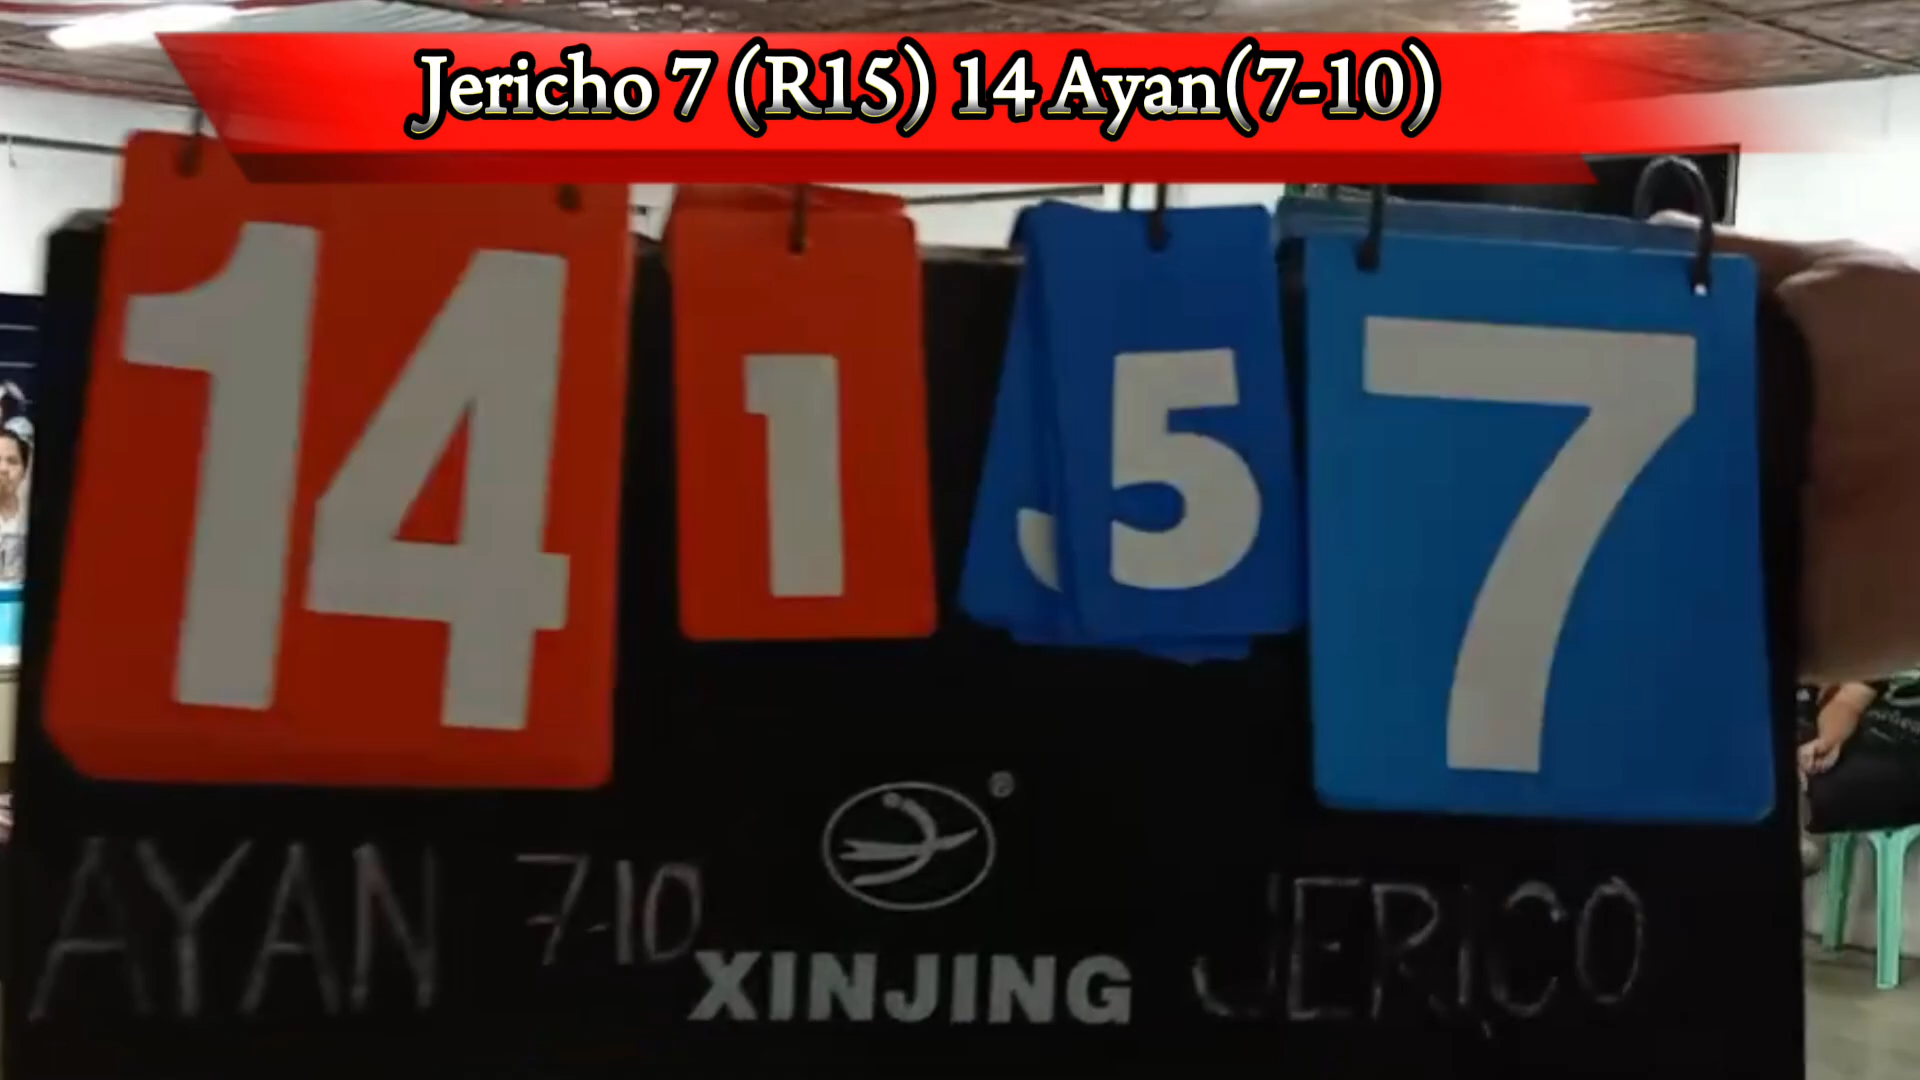 Jericho 7 (R15) 14 Ayan(7-10)
14 1 5 7
AYAN 7-10 JERICO
®
XINJING